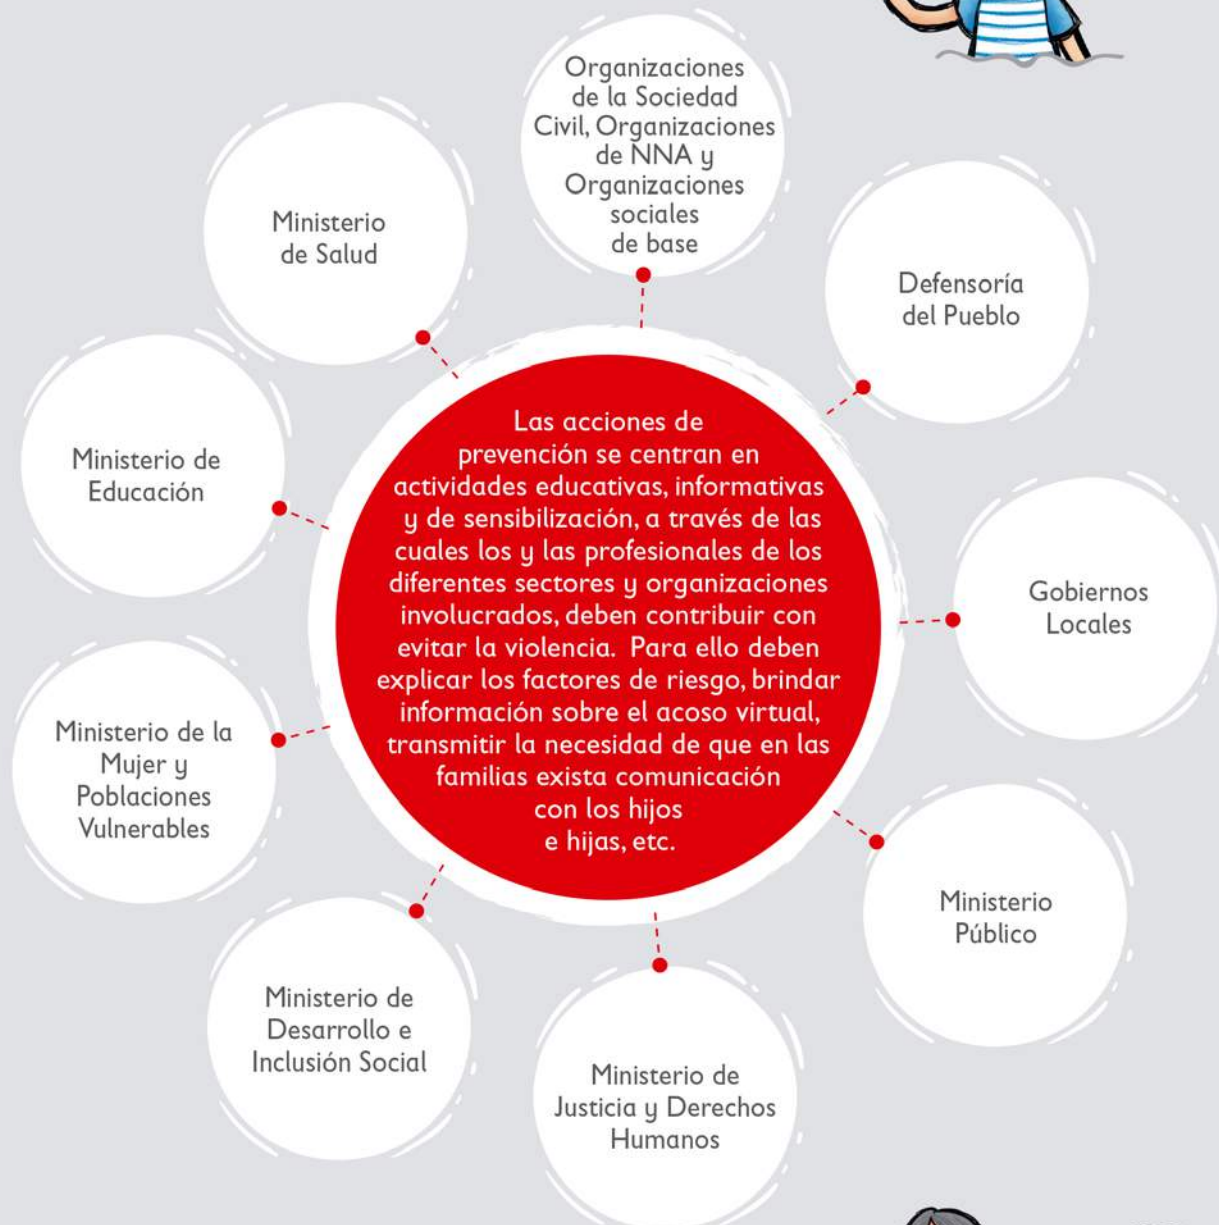 Organizaciones
de la Sociedad
Civil, Organizaciones
de NNA y
Organizaciones
sociales
de base
Ministerio
de Salud
Defensoría
del Pueblo
Ministerio de
Educación
Gobiernos
Locales
Ministerio de la
Mujer y
Poblaciones
Vulnerables
Ministerio
Público
Ministerio de
Desarrollo e
Inclusión Social
Ministerio de
Justicia y Derechos
Humanos
Las acciones de
prevención se centran en
actividades educativas, informativas
y de sensibilización, a través de las
cuales los y las profesionales de los
diferentes sectores y organizaciones
involucrados, deben contribuir con
evitar la violencia. Para ello deben
explicar los factores de riesgo, brindar
información sobre el acoso virtual,
transmitir la necesidad de que en las
familias exista comunicación
con los hijos
e hijas, etc.